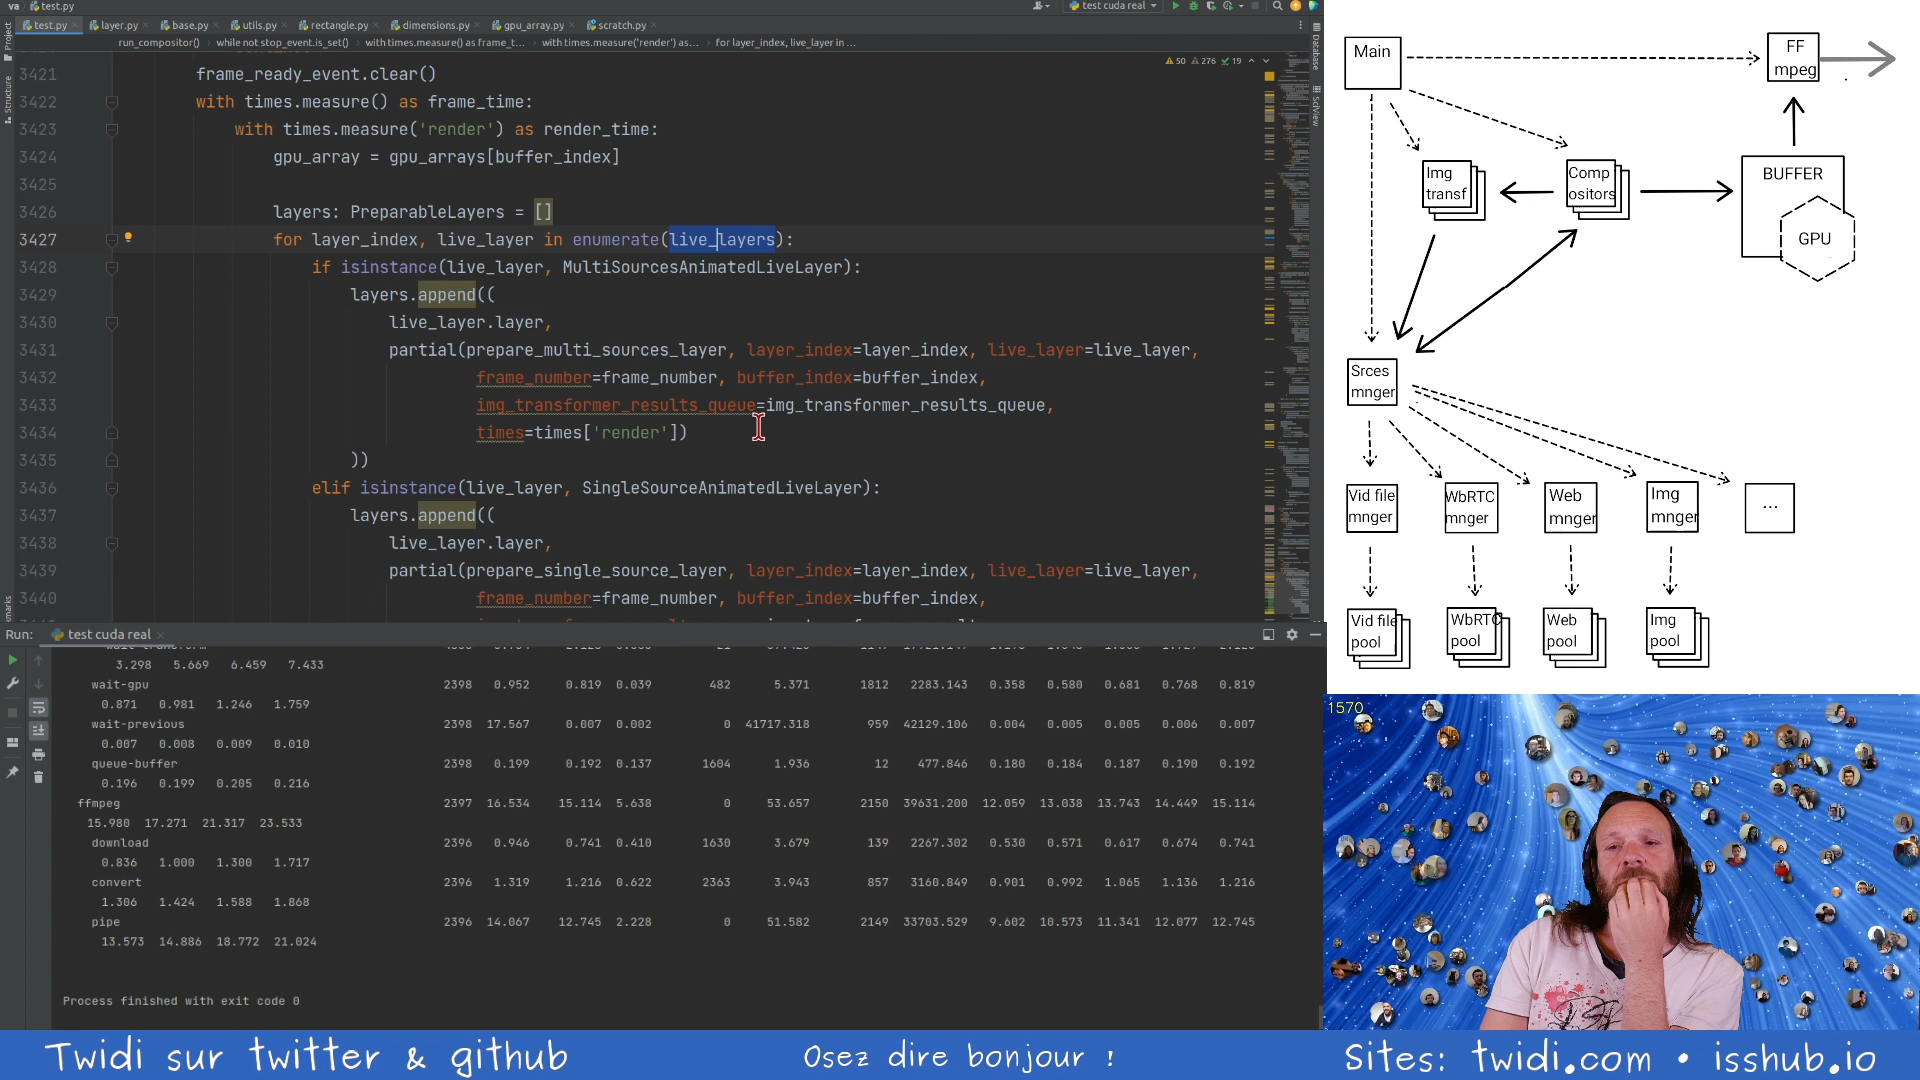 va test.py
test cuda real
test.py
layer.py
base.py
utils.py
rectangle.py
dimensions.py
gpu_array.py
scratch.py
run_compositor() while not stop_event.is_set() with times.measure() as frame_t... with times.measure('render') as... for layer_index, live_layer in ...
50 276 19
3421 frame_ready_event.clear()
3422 with times.measure() as frame_time:
3423 with times.measure('render') as render_time:
3424 gpu_array = gpu_arrays[buffer_index]
3425
3426 layers: PreparableLayers = []
3427 for layer_index, live_layer in enumerate(live_layers):
3428 if isinstance(live_layer, MultiSourcesAnimatedLiveLayer):
3429 layers.append((
3430 live_layer.layer,
3431 partial(prepare_multi_sources_layer, layer_index=layer_index, live_layer=live_layer,
3432 frame_number=frame_number, buffer_index=buffer_index,
3433 img_transformer_results_queue=img_transformer_results_queue,
3434 times=times['render'])
3435 ))
3436 elif isinstance(live_layer, SingleSourceAnimatedLiveLayer):
3437 layers.append((
3438 live_layer.layer,
3439 partial(prepare_single_source_layer, layer_index=layer_index, live_layer=live_layer,
3440 frame_number=frame_number, buffer_index=buffer_index,
Project
Structure
Database
SciView
Run: test cuda real
3.298 5.669 6.459 7.433
wait-gpu 2398 0.952 0.819 0.039 482 5.371 1812 2283.143 0.358 0.580 0.681 0.768 0.819
0.871 0.981 1.246 1.759
wait-previous 2398 17.567 0.007 0.002 0 41717.318 959 42129.106 0.004 0.005 0.005 0.006 0.007
0.007 0.008 0.009 0.010
queue-buffer 2398 0.199 0.192 0.137 1604 1.936 12 477.846 0.180 0.184 0.187 0.190 0.192
0.196 0.199 0.205 0.216
ffmpeg 2397 16.534 15.114 5.638 0 53.657 2150 39631.200 12.059 13.038 13.743 14.449 15.114
15.980 17.271 21.317 23.533
download 2396 0.946 0.741 0.410 1630 3.679 139 2267.302 0.530 0.571 0.617 0.674 0.741
0.836 1.000 1.300 1.717
convert 2396 1.319 1.216 0.622 2363 3.943 857 3160.849 0.901 0.992 1.065 1.136 1.216
1.306 1.424 1.588 1.868
pipe 2396 14.067 12.745 2.228 0 51.582 2149 33703.529 9.602 10.573 11.341 12.077 12.745
13.573 14.886 18.772 21.024
Process finished with exit code 0
Main
FF
mpeg
Img
transf
Comp
ositors
BUFFER
GPU
Srces
mnger
Vid file
mnger
WbRTC
mnger
Web
mnger
Img
mnger
...
Vid file
pool
WbRTC
pool
Web
pool
Img
pool
1570
Twidi sur twitter & github
Osez dire bonjour !
Sites: twidi.com • isshub.io